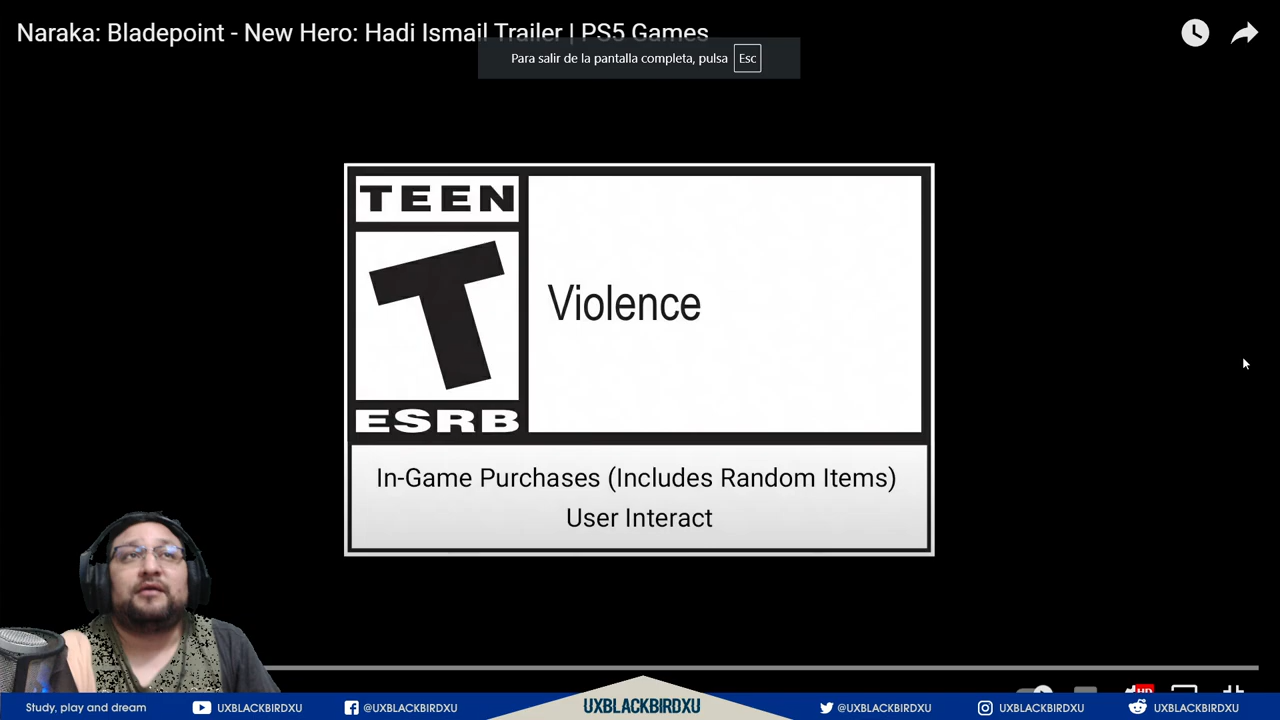 Naraka: Bladepoint - New Hero: Hadi Ismail Trailer | PS5 Games
Para salir de la pantalla completa, pulsa Esc
TEEN
T
ESRB
Violence
In-Game Purchases (Includes Random Items)
User Interact
HD
Study, play and dream
UXBLACKBIRDXU
@UXBLACKBIRDXU
UXBLACKBIRDXU
@UXBLACKBIRDXU
UXBLACKBIRDXU
UXBLACKBIRDXU